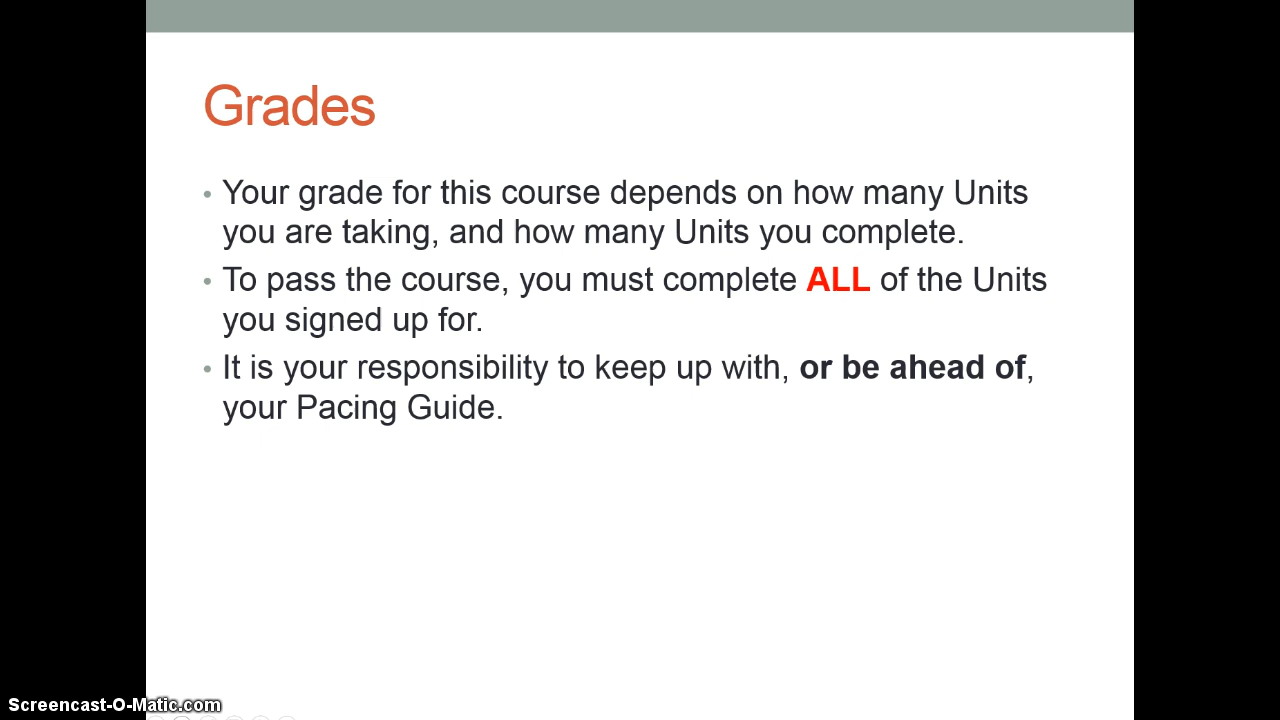 Grades
• Your grade for this course depends on how many Units
you are taking, and how many Units you complete.
• To pass the course, you must complete ALL of the Units
you signed up for.
• It is your responsibility to keep up with, or be ahead of,
your Pacing Guide.
Screencast-O-Matic.com